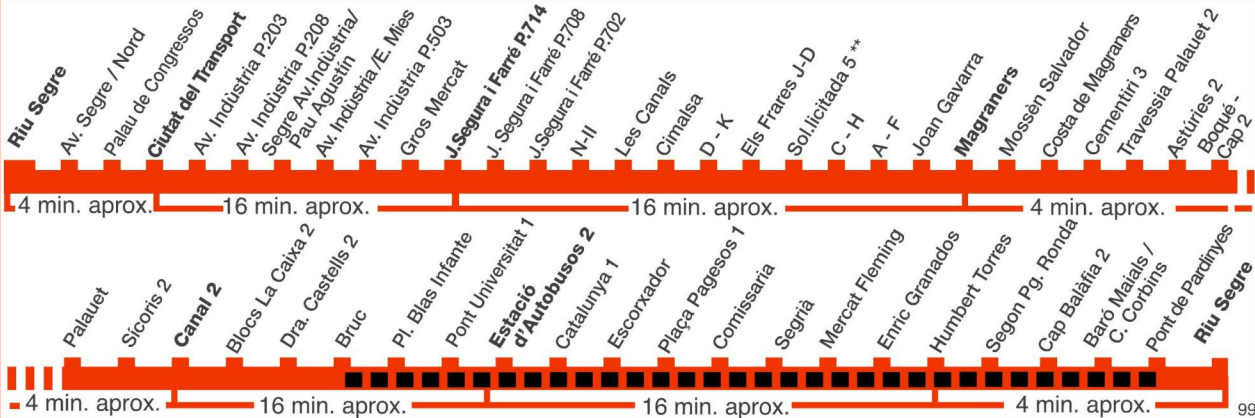 Riu Segre
Av. Segre / Nord
Palau de Congressos
Ciutat del Transport
Av. Indústria P.203
Av. Indústria P.208
Segre Av.Indústria/
Pau Agustin
Av. Indústria /E. Mies
Av. Indústria P.503
Gros Mercat
J.Segura i Farré P.714
J. Segura i Farré P.708
J.Segura i Farré P.702
N-II
Les Canals
Cimalsa
D - K
Els Frares J-D
Sol.licitada 5 **
C - H
A - F
Joan Gavarra
Magraners
Mossèn Salvador
Costa de Magraners
Cementiri 3
Travessia Palauet 2
Astúries 2
Boqué -
Cap 2
4 min. aprox.
16 min. aprox.
16 min. aprox.
4 min. aprox.
Palauet
Sícoris 2
Canal 2
Blocs La Caixa 2
Dra. Castells 2
Bruc
Pl. Blas Infante
Pont Universitat 1
Estació
d'Autobusos 2
Catalunya 1
Escorxador
Plaça Pagesos 1
Comissaria
Segrià
Mercat Fleming
Enric Granados
Humbert Torres
Segon Pg. Ronda
Cap Balàfia 2
Baró Maials /
C. Corbins
Pont de Pardinyes
Riu Segre
4 min. aprox.
16 min. aprox.
16 min. aprox.
4 min. aprox.
99